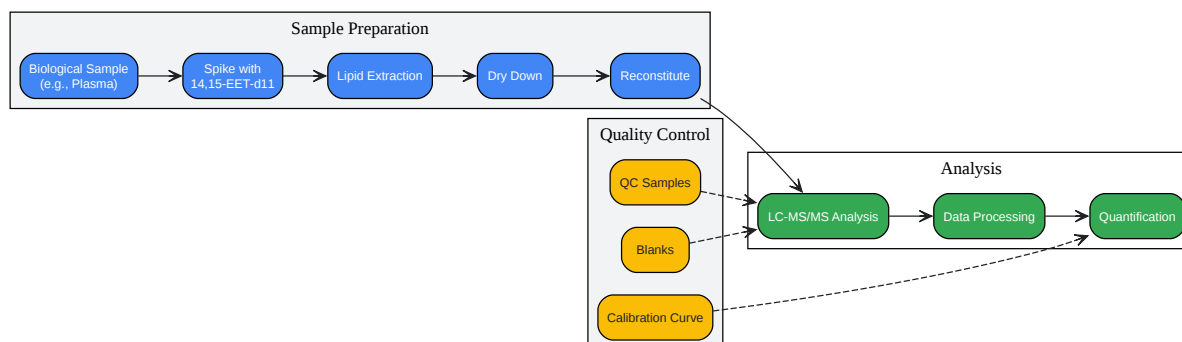 Sample Preparation
Biological Sample
(e.g., Plasma)
Spike with
14,15-EET-d11
Lipid Extraction
Dry Down
Reconstitute
Quality Control
QC Samples
Blanks
Calibration Curve
Analysis
LC-MS/MS Analysis
Data Processing
Quantification